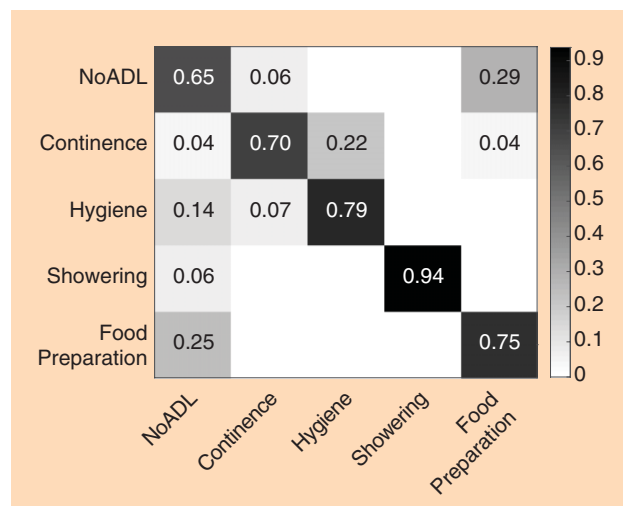 NoADL 0.65 0.06 0.29
Continence 0.04 0.70 0.22 0.04
Hygiene 0.14 0.07 0.79
Showering 0.06 0.94
Food
Preparation 0.25 0.75
NoADL
Continence
Hygiene
Showering
Food
Preparation
0.9
0.8
0.7
0.6
0.5
0.4
0.3
0.2
0.1
0